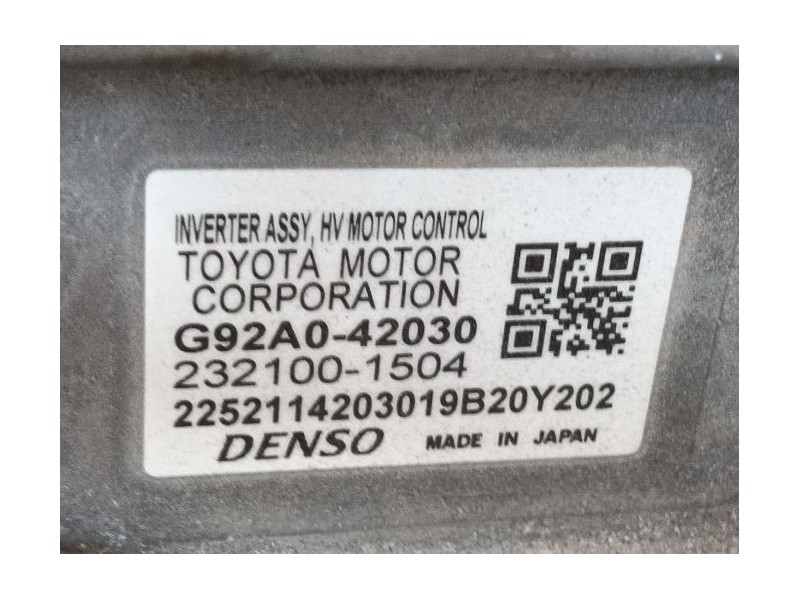 INVERTER ASSY, HV MOTOR CONTROL
TOYOTA MOTOR
CORPORATION
G92A0-42030
232100-1504
2252114203019B20Y202
DENSO MADE IN JAPAN